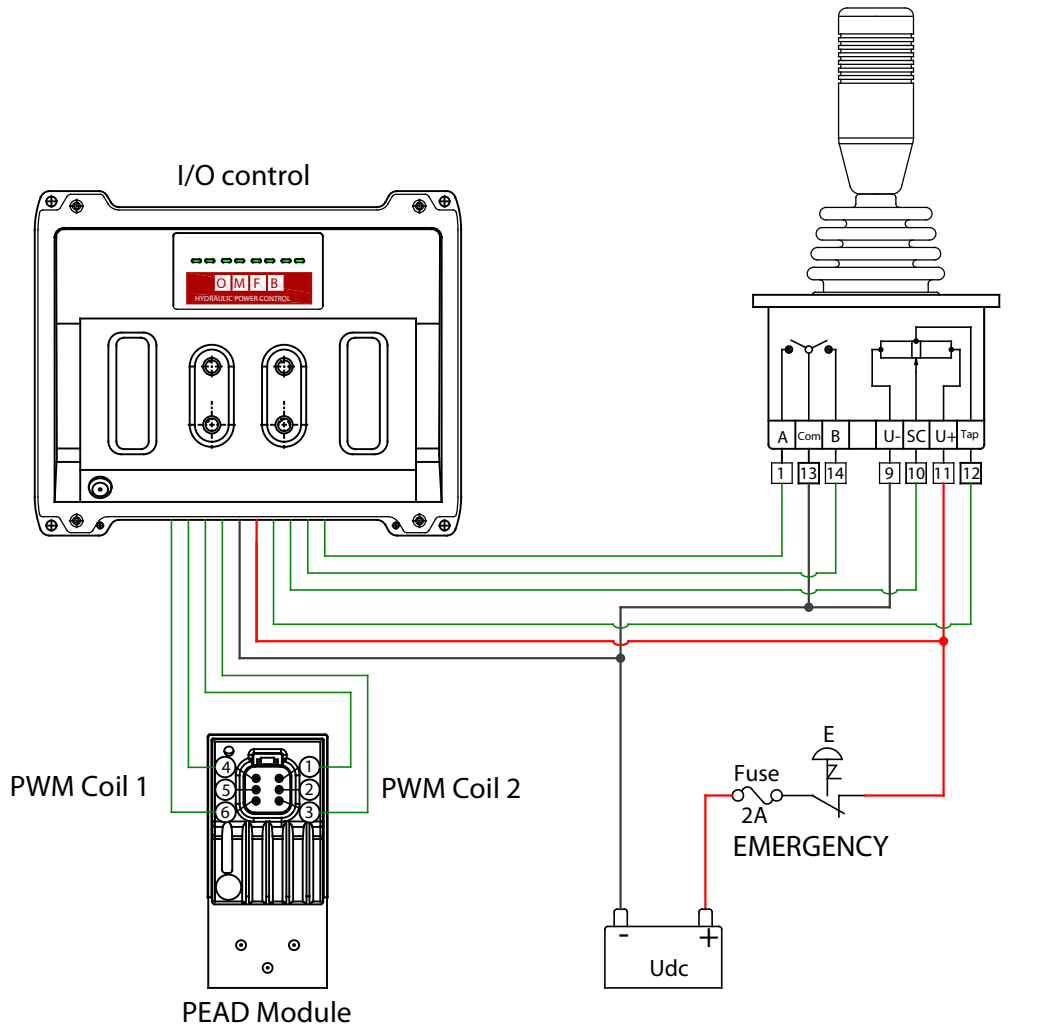 I/O control
O M F B
HYDRAULIC POWER CONTROL
A Com B U- SC U+ Tap
1 13 14 9 10 11 12
PWM Coil 1
4 1
5 2
6 3
PWM Coil 2
E
Fuse
2A
EMERGENCY
- +
Udc
PEAD Module